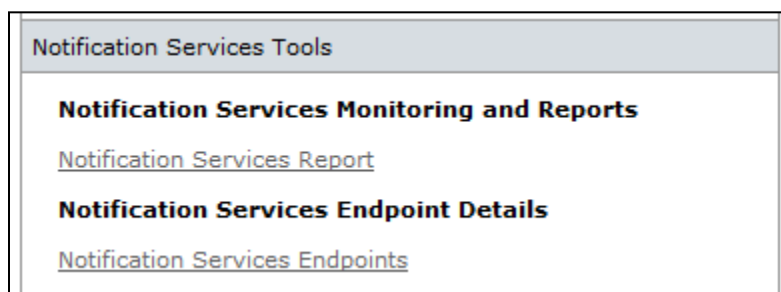 Notification Services Tools
Notification Services Monitoring and Reports
Notification Services Report
Notification Services Endpoint Details
Notification Services Endpoints